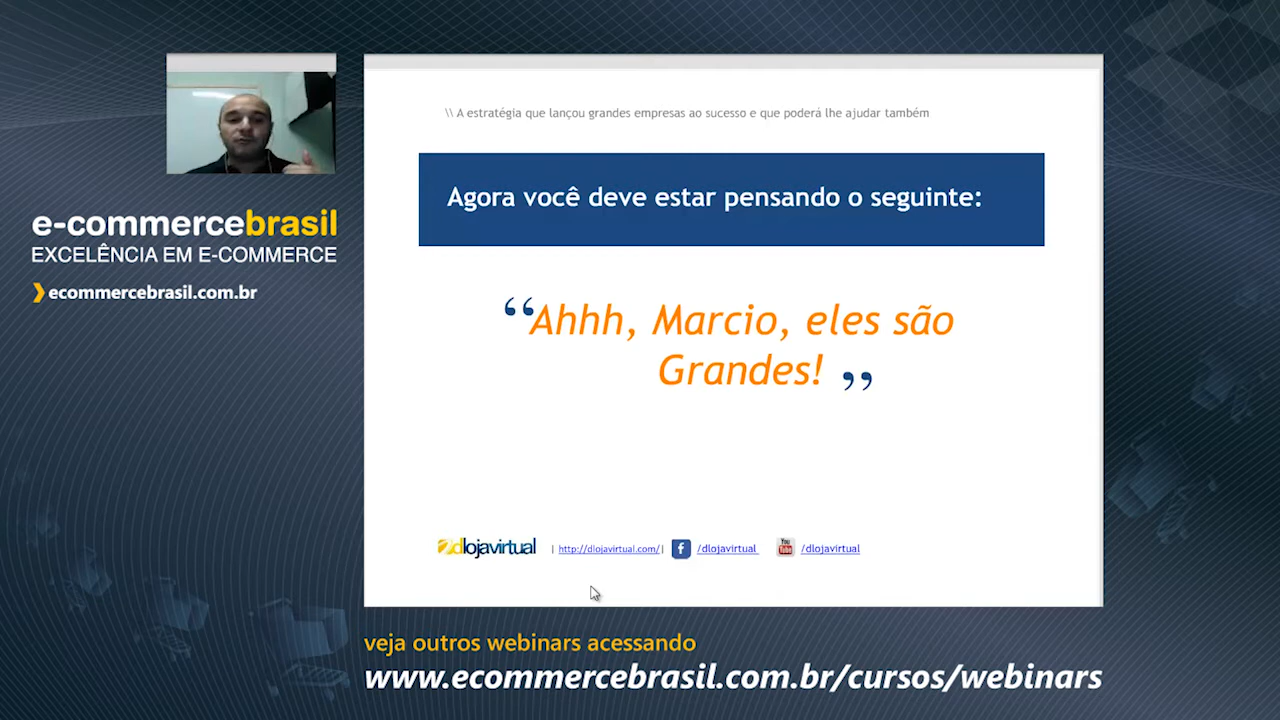 e-commercebrasil
EXCELÊNCIA EM E-COMMERCE
ecommercebrasil.com.br
\\ A estratégia que lançou grandes empresas ao sucesso e que poderá lhe ajudar também
Agora você deve estar pensando o seguinte:
“Ahhh, Marcio, eles são
Grandes! ”
dlojavirtual | http://dlojavirtual.com/| f /dlojavirtual You Tube /dlojavirtual
veja outros webinars acessando
www.ecommercebrasil.com.br/cursos/webinars